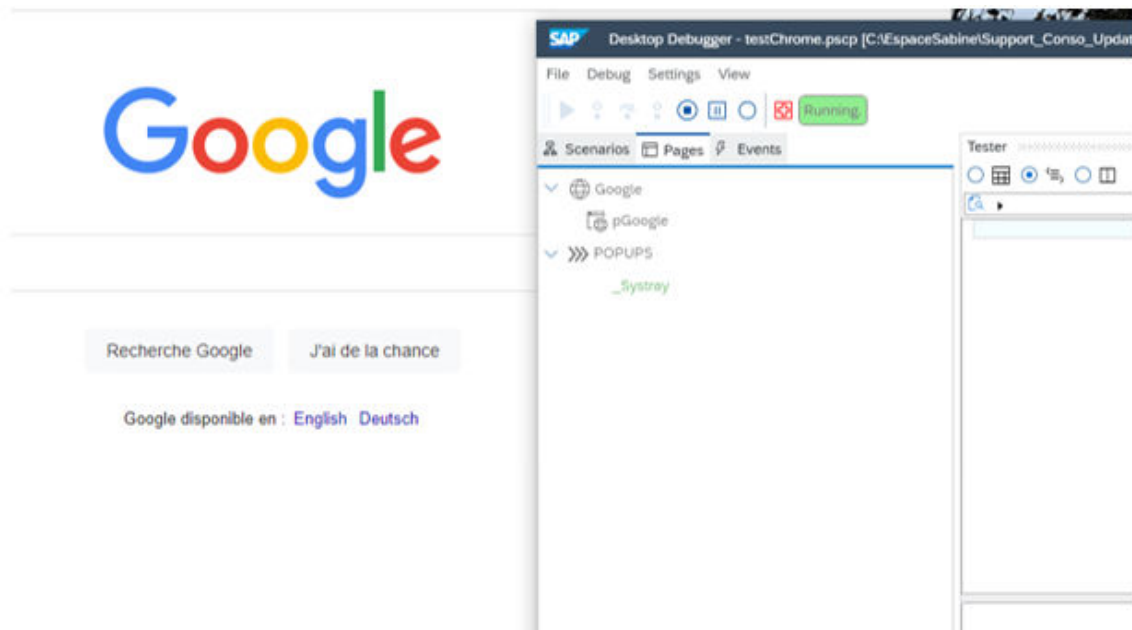 Google
Recherche Google
J'ai de la chance
Google disponible en : English Deutsch
SAP
Desktop Debugger - testChrome.pscp [C:\EspaceSabine\Support_Conso_Updat
File Debug Settings View
Running.
Scenarios Pages Events
Google
pGoogle
POPUPS
_Systray
Tester